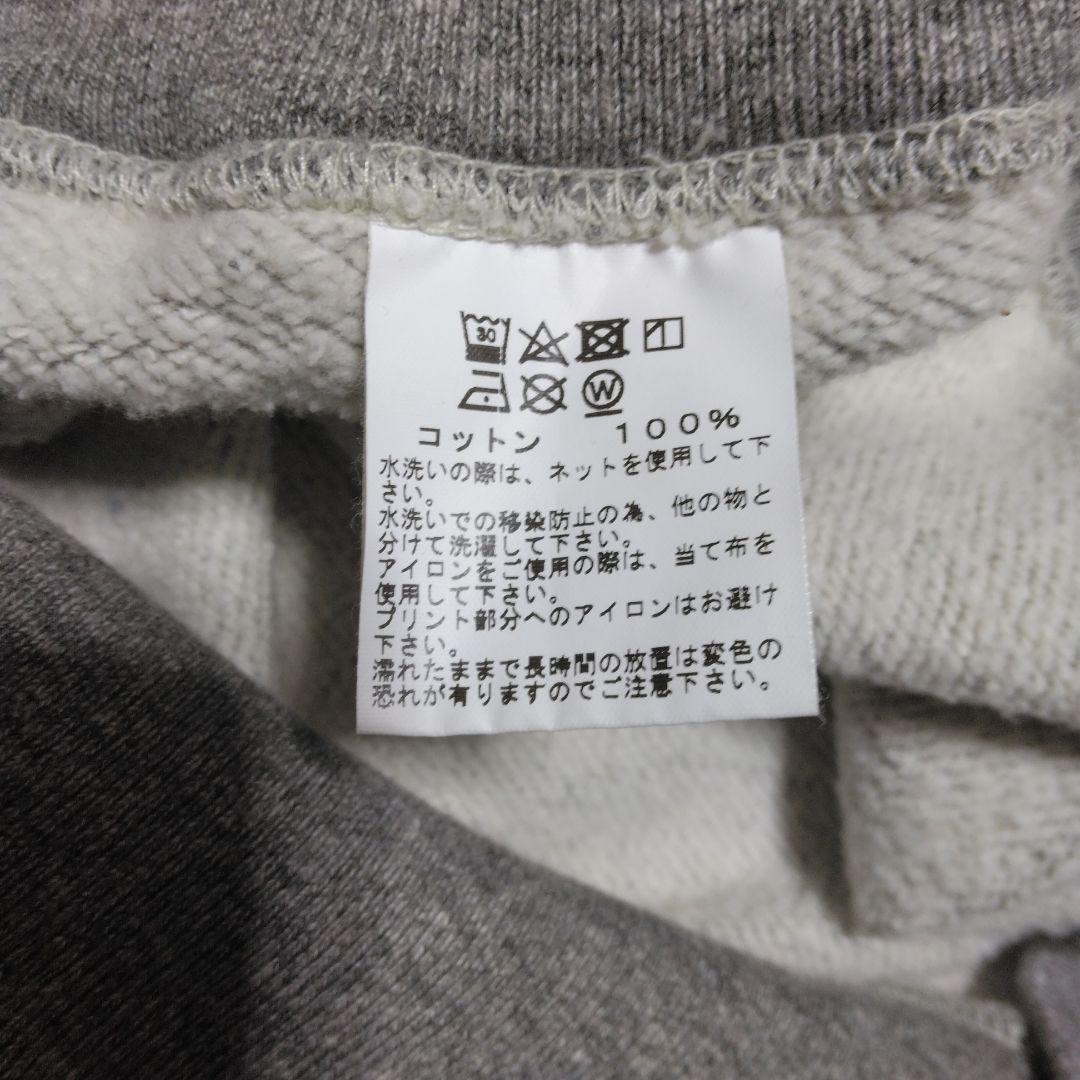 30
W
コットン 100%
水洗いの際は、ネットを使用して下
さい。
水洗いでの移染防止の為、他の物と
分けて洗濯して下さい。
アイロンをご使用の際は、当て布を
使用して下さい。
プリント部分へのアイロンはお避け
下さい。
濡れたままで長時間の放置は変色の
恐れが有りますのでご注意下さい。